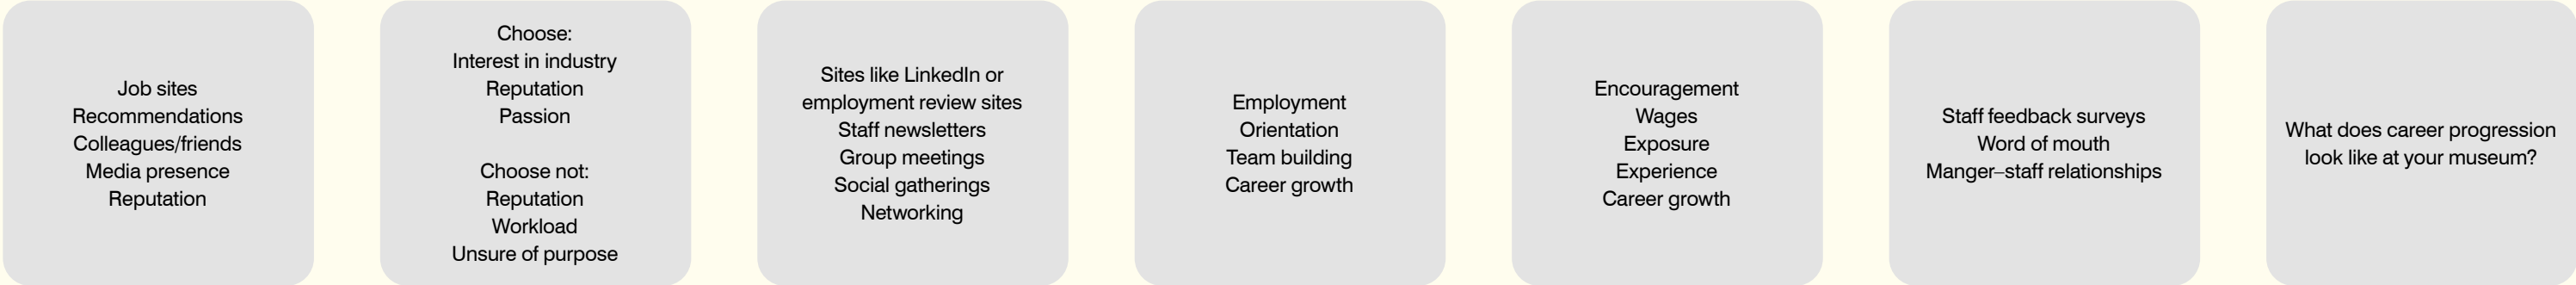 Job sites
Recommendations
Colleagues/friends
Media presence
Reputation
Choose:
Interest in industry
Reputation
Passion
Choose not:
Reputation
Workload
Unsure of purpose
Sites like LinkedIn or
employment review sites
Staff newsletters
Group meetings
Social gatherings
Networking
Employment
Orientation
Team building
Career growth
Encouragement
Wages
Exposure
Experience
Career growth
Staff feedback surveys
Word of mouth
Manger–staff relationships
What does career progression
look like at your museum?